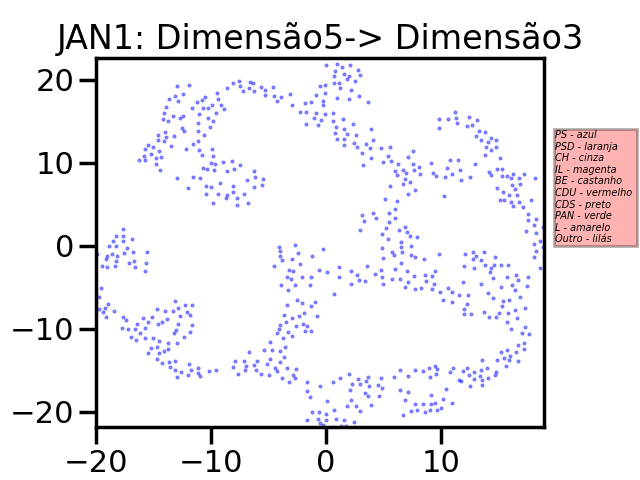 JAN1: Dimensão5-> Dimensão3
20
10
0
−10
−20
−20
−10
0
10
PS - azul
PSD - laranja
CH - cinza
IL - magenta
BE - castanho
CDU - vermelho
CDS - preto
PAN - verde
L - amarelo
Outro - lilás